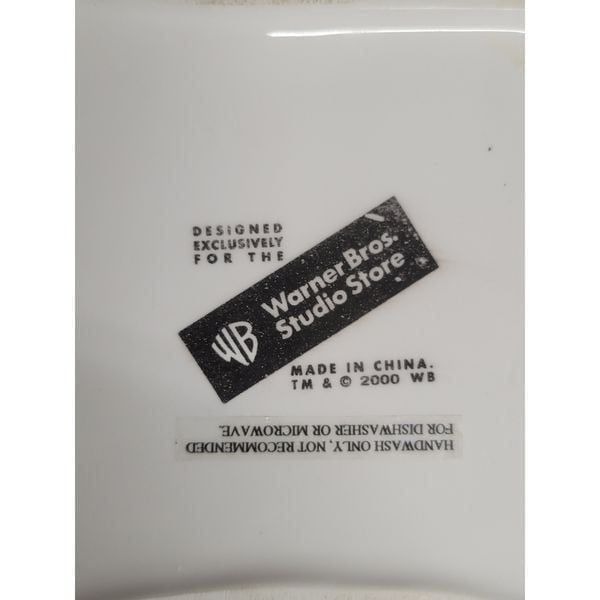 DESIGNED
EXCLUSIVELY
FOR THE
WB
Warner Bros.
Studio Store
MADE IN CHINA.
TM & © 2000 WB
HANDWASH ONLY, NOT RECOMMENDED
FOR DISHWASHER OR MICROWAVE.